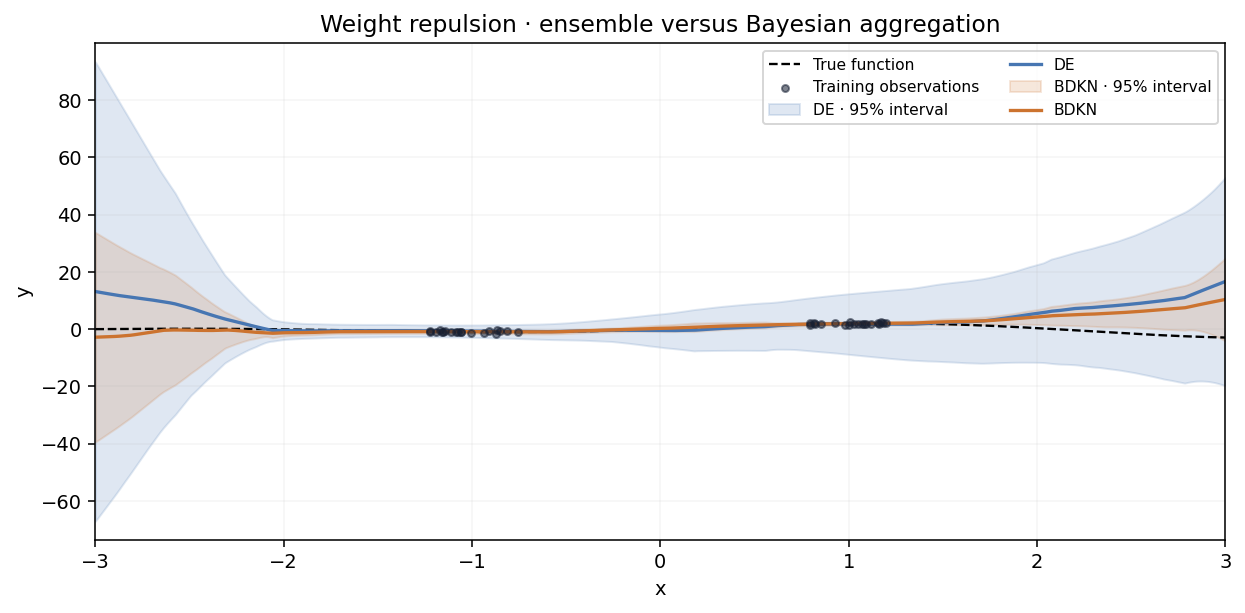 Weight repulsion · ensemble versus Bayesian aggregation
True function
Training observations
DE · 95% interval
DE
BDKN · 95% interval
BDKN
y
80
60
40
20
0
−20
−40
−60
−3
−2
−1
0
1
2
3
x